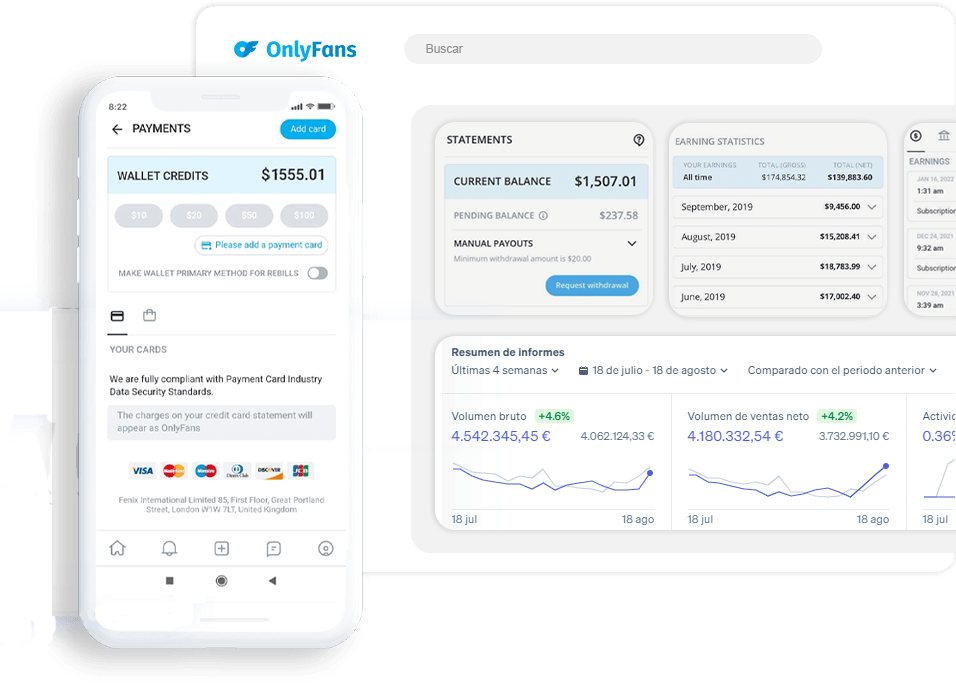 OnlyFans
Buscar
8:22
PAYMENTS
Add card
WALLET CREDITS
$1555.01
$10
$20
$50
$100
Please add a payment card
MAKE WALLET PRIMARY METHOD FOR REBILLS
YOUR CARDS
We are fully compliant with Payment Card Industry
Data Security Standards.
The charges on your credit card statement will
appear as OnlyFans
VISA
MasterCard
Maestro
Diners Club
DISCOVER
JCB
Fenix International Limited 85, First Floor, Great Portland
Street, London W1W 7LT, United Kingdom
STATEMENTS
CURRENT BALANCE
$1,507.01
PENDING BALANCE
$237.58
MANUAL PAYOUTS
Minimum withdrawal amount is $20.00
Request withdrawal
EARNING STATISTICS
YOUR EARNINGS TOTAL (GROSS) TOTAL (NET)
All time $174,854.32 $139,883.60
September, 2019 $9,456.00
August, 2019 $15,208.41
July, 2019 $18,783.99
June, 2019 $17,002.40
EARNINGS
JAN 16, 2022
1:31 am
Subscription
DEC 24, 2021
9:32 am
Subscription
NOV 28, 2021
3:39 am
Resumen de informes
Últimas 4 semanas
18 de julio - 18 de agosto
Comparado con el periodo anterior
Volumen bruto +4.6%
4.542.345,45 € 4.062.124,33 €
18 jul 18 ago
Volumen de ventas neto +4.2%
4.180.332,54 € 3.732.991,10 €
18 jul 18 ago
Activic
0.36%
18 jul